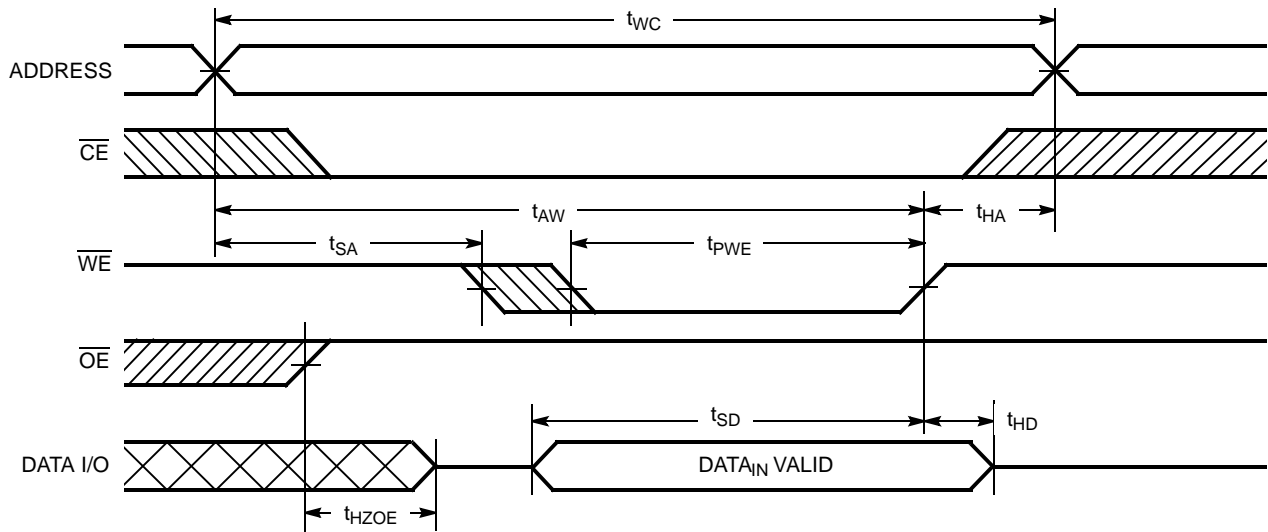 tWC
ADDRESS
CE
tAW
tHA
tSA
tPWE
WE
OE
tSD
tHD
DATA I/O
DATAIN VALID
tHZOE